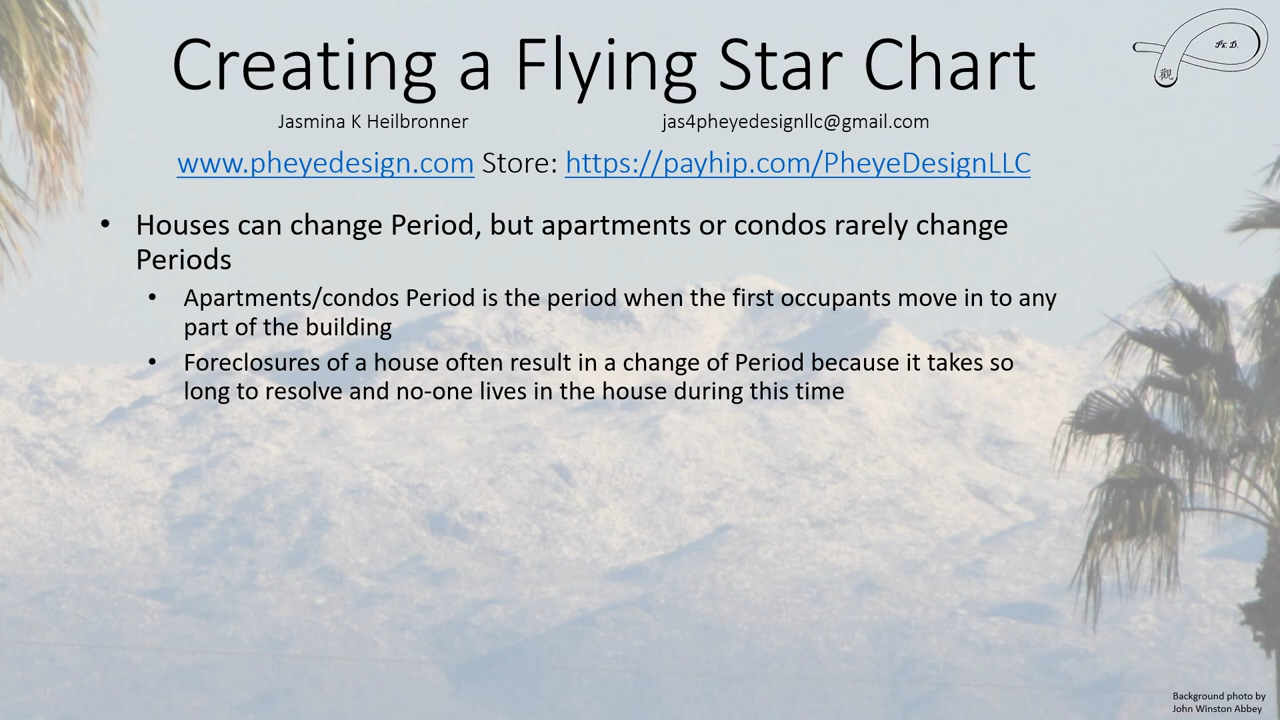 Creating a Flying Star Chart
Ph. D.
觀
Jasmina K Heilbronner jas4pheyedesignllc@gmail.com
www.pheyedesign.com Store: https://payhip.com/PheyeDesignLLC
• Houses can change Period, but apartments or condos rarely change
Periods
• Apartments/condos Period is the period when the first occupants move in to any
part of the building
• Foreclosures of a house often result in a change of Period because it takes so
long to resolve and no-one lives in the house during this time
Background photo by
John Winston Abbey